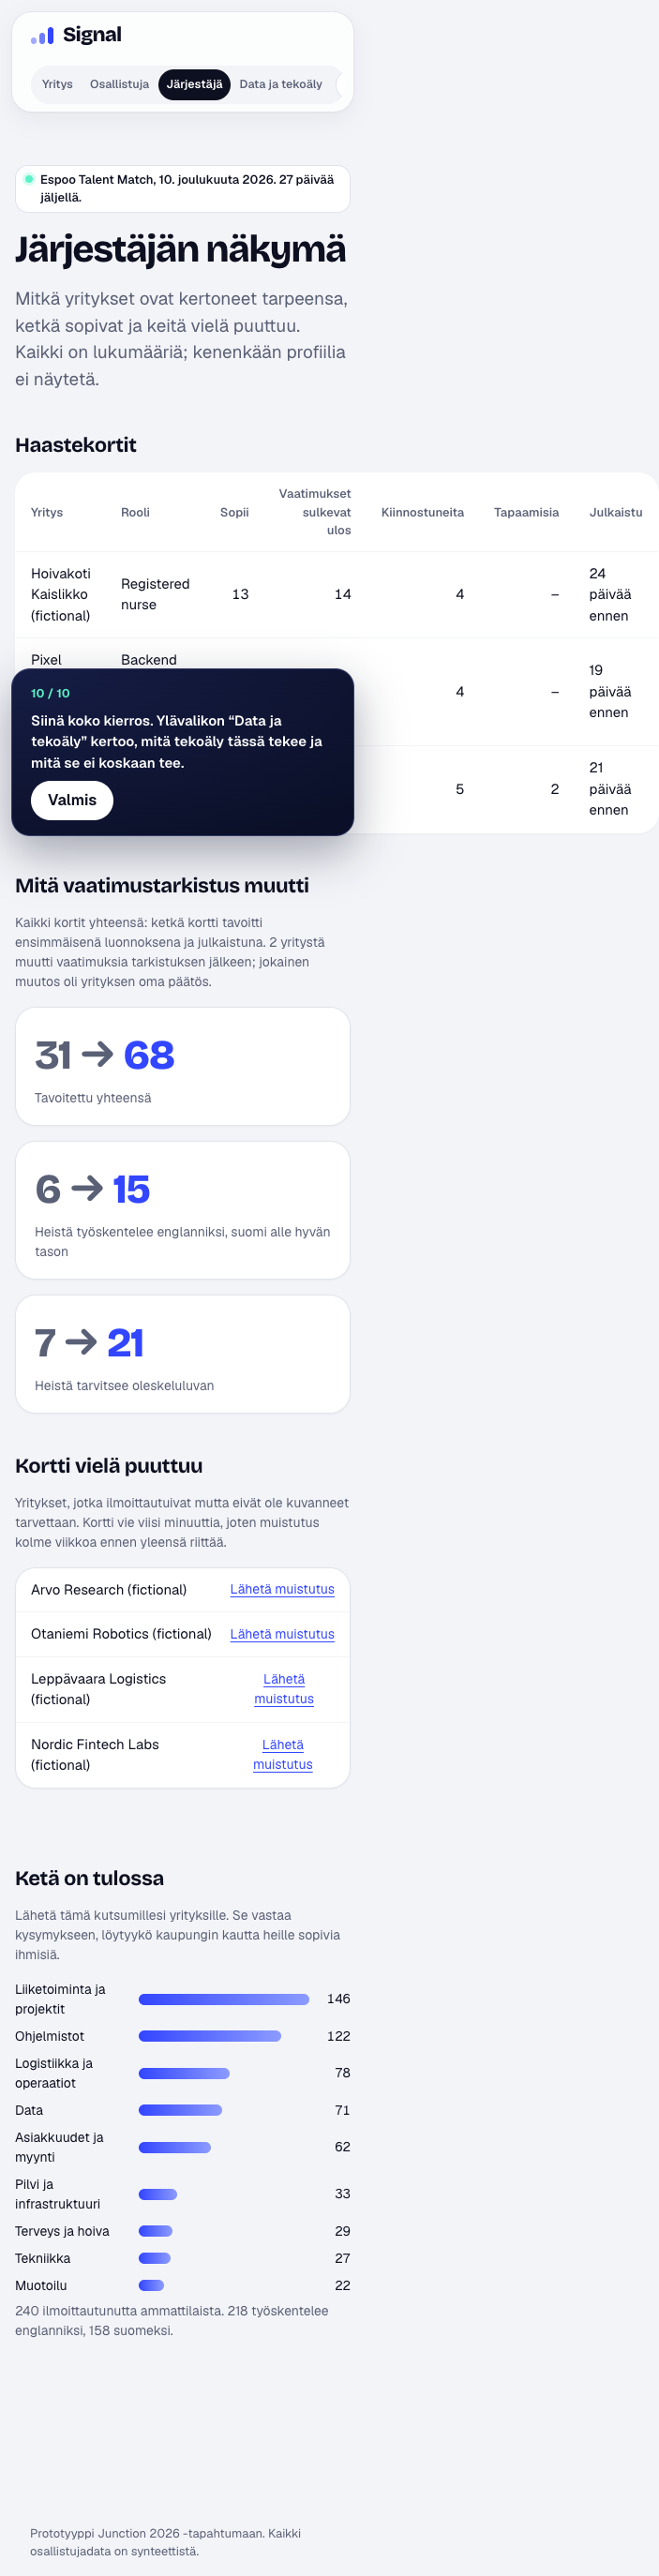 Signal
Yritys Osallistuja Järjestäjä Data ja tekoäly
Espoo Talent Match, 10. joulukuuta 2026. 27 päivää
jäljellä.
Järjestäjän näkymä
Mitkä yritykset ovat kertoneet tarpeensa,
ketkä sopivat ja keitä vielä puuttuu.
Kaikki on lukumääriä; kenenkään profiilia
ei näytetä.
Haastekortit
Yritys Rooli Sopii Vaatimukset sulkevat ulos Kiinnostuneita Tapaamisia Julkaistu
Hoivakoti Kaislikko (fictional) Registered nurse 13 14 4 – 24 päivää ennen
Pixel Backend 4 – 19 päivää ennen
5 2 21 päivää ennen
10 / 10
Siinä koko kierros. Ylävalikon “Data ja
tekoäly” kertoo, mitä tekoäly tässä tekee ja
mitä se ei koskaan tee.
Valmis
Mitä vaatimustarkistus muutti
Kaikki kortit yhteensä: ketkä kortti tavoitti
ensimmäisenä luonnoksena ja julkaistuna. 2 yritystä
muutti vaatimuksia tarkistuksen jälkeen; jokainen
muutos oli yrityksen oma päätös.
31 → 68
Tavoitettu yhteensä
6 → 15
Heistä työskentelee englanniksi, suomi alle hyvän
tason
7 → 21
Heistä tarvitsee oleskeluluvan
Kortti vielä puuttuu
Yritykset, jotka ilmoittautuivat mutta eivät ole kuvanneet
tarvettaan. Kortti vie viisi minuuttia, joten muistutus
kolme viikkoa ennen yleensä riittää.
Arvo Research (fictional) Lähetä muistutus
Otaniemi Robotics (fictional) Lähetä muistutus
Leppävaara Logistics (fictional) Lähetä muistutus
Nordic Fintech Labs (fictional) Lähetä muistutus
Ketä on tulossa
Lähetä tämä kutsumillesi yrityksille. Se vastaa
kysymykseen, löytyykö kaupungin kautta heille sopivia
ihmisiä.
Liiketoiminta ja projektit 146
Ohjelmistot 122
Logistiikka ja operaatiot 78
Data 71
Asiakkuudet ja myynti 62
Pilvi ja infrastruktuuri 33
Terveys ja hoiva 29
Tekniikka 27
Muotoilu 22
240 ilmoittautunutta ammattilaista. 218 työskentelee
englanniksi, 158 suomeksi.
Prototyyppi Junction 2026 -tapahtumaan. Kaikki
osallistujadata on synteettistä.